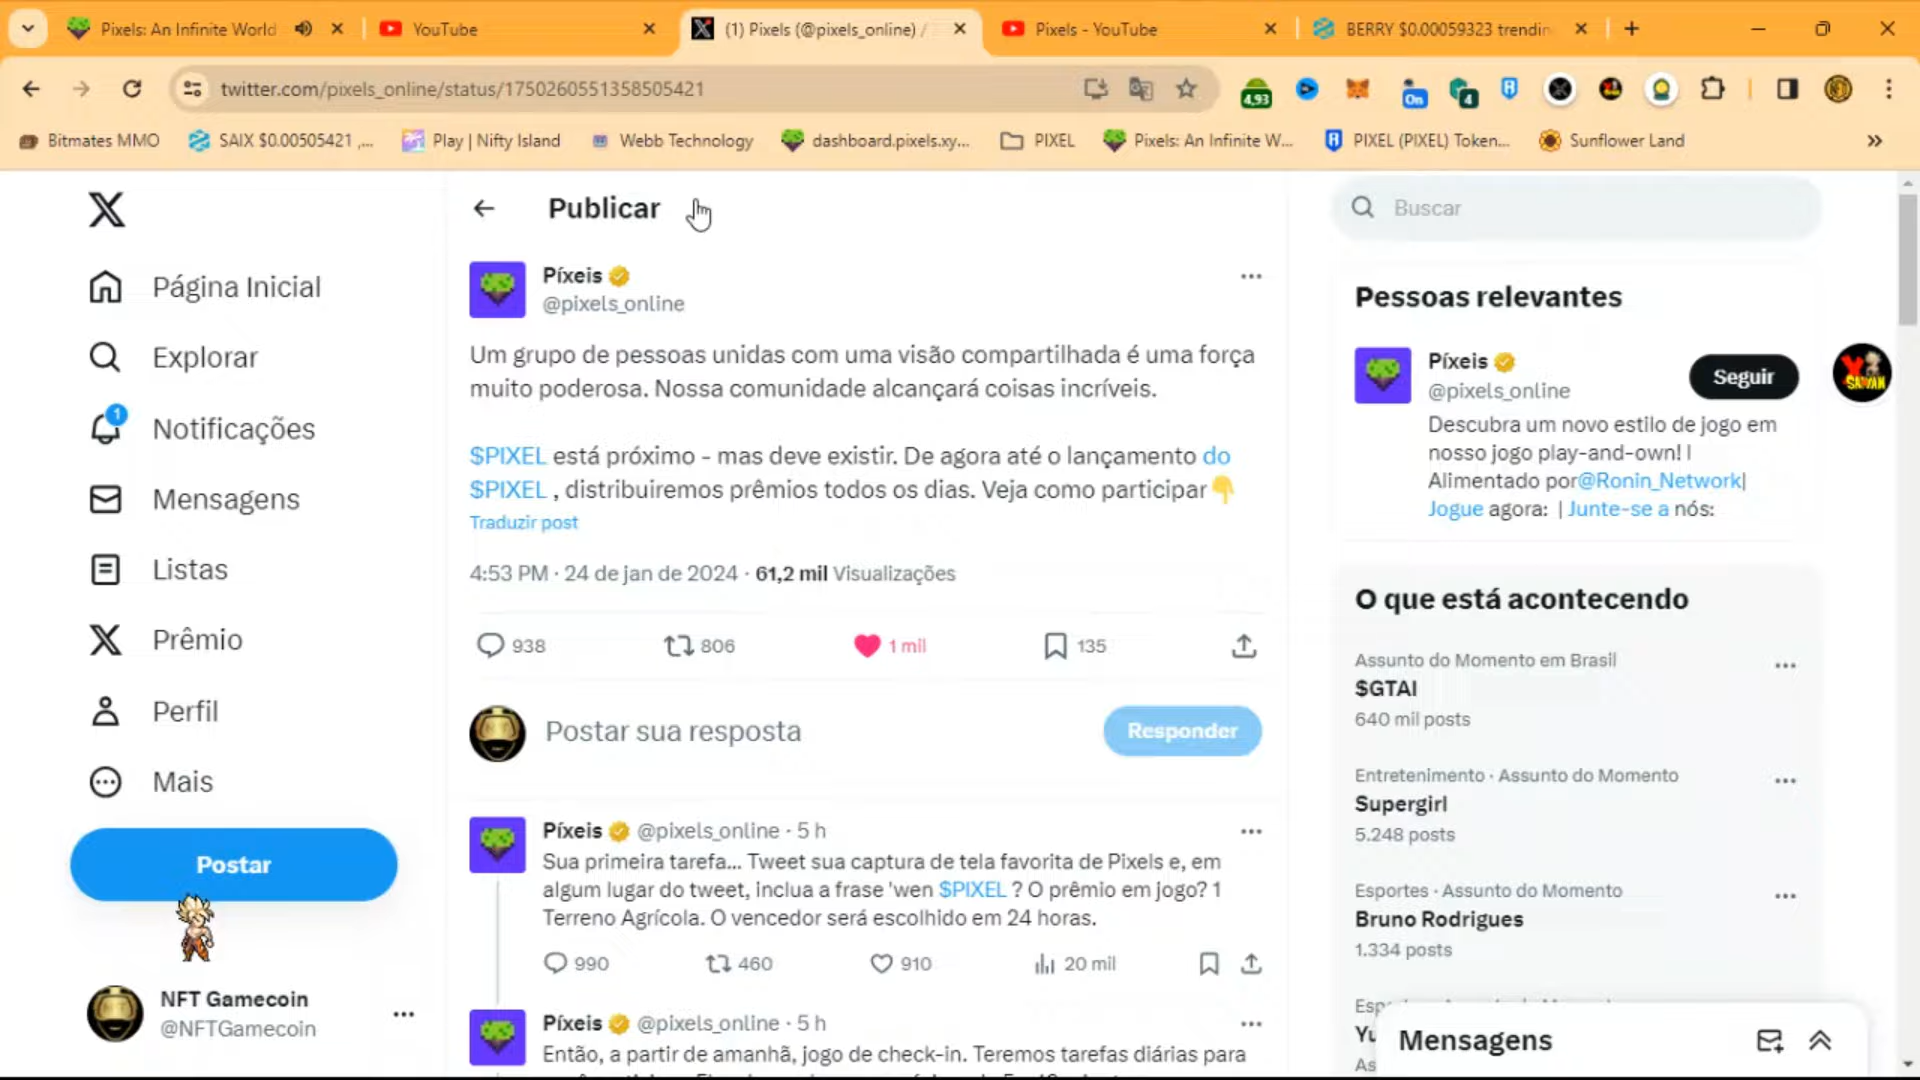 Pixels: An Infinite World
YouTube
(1) Pixels (@pixels_online) /
Pixels - YouTube
BERRY $0.00059323 trendin
twitter.com/pixels_online/status/1750260551358505421
4,93
On
4
Bitmates MMO
SAIX $0.00505421 ,...
Play | Nifty Island
Webb Technology
dashboard.pixels.xy...
PIXEL
Pixels: An Infinite W...
PIXEL (PIXEL) Token...
Sunflower Land
Página Inicial
Explorar
1
Notificações
Mensagens
Listas
Prêmio
Perfil
Mais
Postar
NFT Gamecoin
@NFTGamecoin
Publicar
Píxeis
@pixels_online
Um grupo de pessoas unidas com uma visão compartilhada é uma força
muito poderosa. Nossa comunidade alcançará coisas incríveis.
$PIXEL está próximo - mas deve existir. De agora até o lançamento do
$PIXEL , distribuiremos prêmios todos os dias. Veja como participar
Traduzir post
4:53 PM · 24 de jan de 2024 · 61,2 mil Visualizações
938
806
1 mil
135
Postar sua resposta
Responder
Píxeis @pixels_online · 5 h
Sua primeira tarefa... Tweet sua captura de tela favorita de Pixels e, em
algum lugar do tweet, inclua a frase 'wen $PIXEL ? O prêmio em jogo? 1
Terreno Agrícola. O vencedor será escolhido em 24 horas.
990
460
910
20 mil
Píxeis @pixels_online · 5 h
Então, a partir de amanhã, jogo de check-in. Teremos tarefas diárias para
Buscar
Pessoas relevantes
Píxeis
@pixels_online
Seguir
Descubra um novo estilo de jogo em
nosso jogo play-and-own! |
Alimentado por@Ronin_Network|
Jogue agora: | Junte-se a nós:
O que está acontecendo
Assunto do Momento em Brasil
$GTAI
640 mil posts
Entretenimento · Assunto do Momento
Supergirl
5.248 posts
Esportes · Assunto do Momento
Bruno Rodrigues
1.334 posts
Mensagens